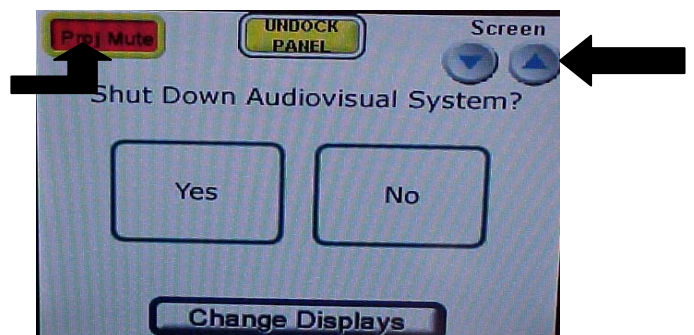 Proj Mute
UNDOCK
PANEL
Screen
Shut Down Audiovisual System?
Yes
No
Change Displays